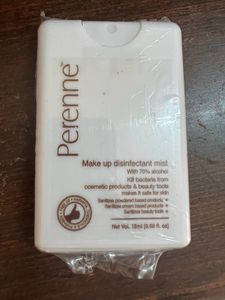 Perenne™
Make up disinfectant mist
With 70% alcohol
Kill bacteria from
cosmetic products & beauty tools
makes it safe for skin
Sanitize powdered based products
Sanitize cream based products
Sanitize beauty tools
Net Vol. 18ml (0.68 fl. oz)